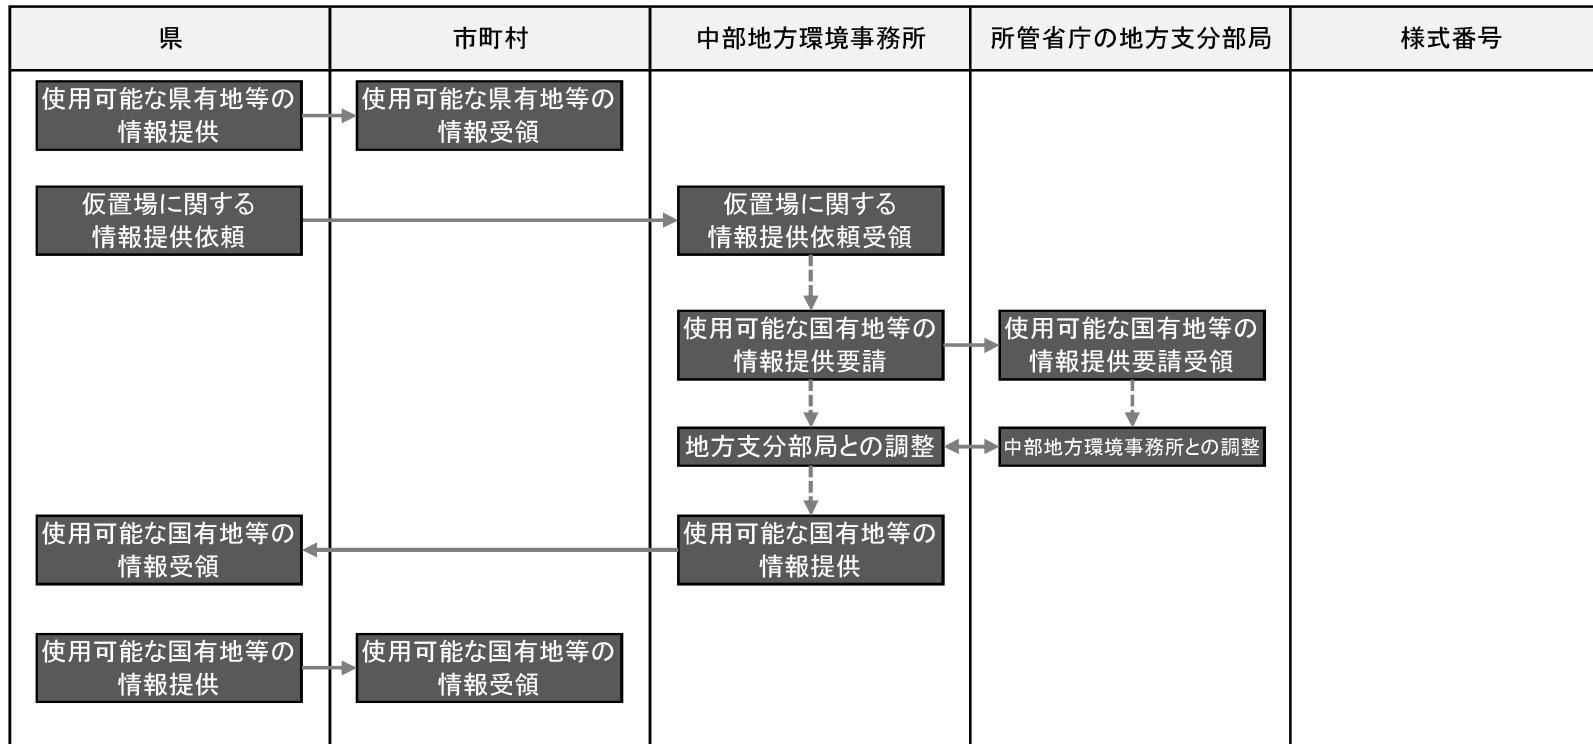 県
市町村
中部地方環境事務所
所管省庁の地方支分部局
様式番号
使用可能な県有地等の
情報提供
使用可能な県有地等の
情報受領
仮置場に関する
情報提供依頼
仮置場に関する
情報提供依頼受領
使用可能な国有地等の
情報提供要請
使用可能な国有地等の
情報提供要請受領
地方支分部局との調整
中部地方環境事務所との調整
使用可能な国有地等の
情報受領
使用可能な国有地等の
情報提供
使用可能な国有地等の
情報提供
使用可能な国有地等の
情報受領